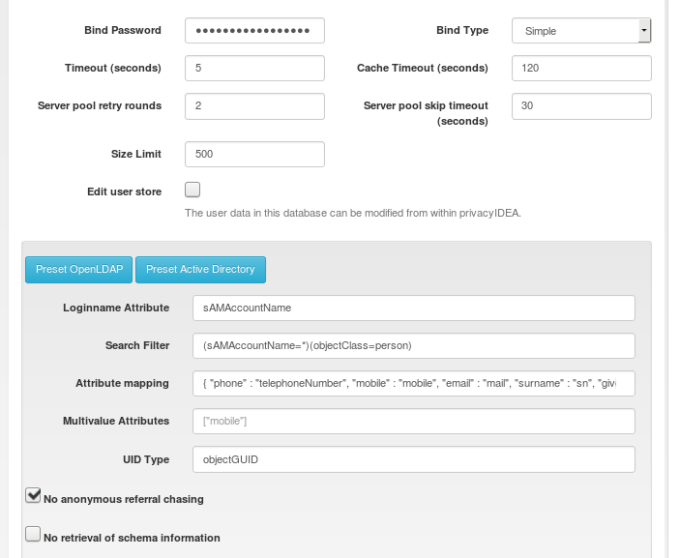 Bind Password ••••••••••••••••• Bind Type Simple
Timeout (seconds) 5 Cache Timeout (seconds) 120
Server pool retry rounds 2 Server pool skip timeout (seconds) 30
Size Limit 500
Edit user store
The user data in this database can be modified from within privacyIDEA.
Preset OpenLDAP Preset Active Directory
Loginname Attribute sAMAccountName
Search Filter (sAMAccountName=*)(objectClass=person)
Attribute mapping { "phone" : "telephoneNumber", "mobile" : "mobile", "email" : "mail", "surname" : "sn", "giv
Multivalue Attributes ["mobile"]
UID Type objectGUID
No anonymous referral chasing
No retrieval of schema information